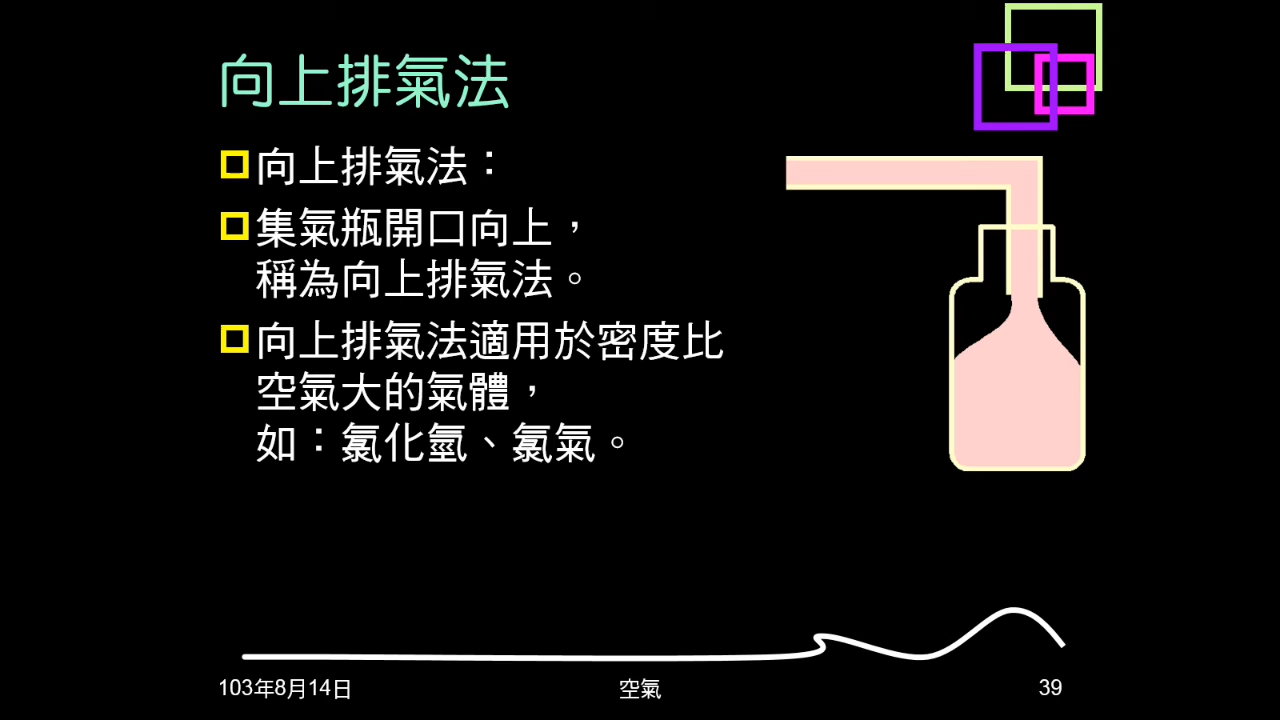 向上排氣法
向上排氣法：
集氣瓶開口向上，
稱為向上排氣法。
向上排氣法適用於密度比
空氣大的氣體，
如：氯化氫、氯氣。
103年8月14日
空氣
39